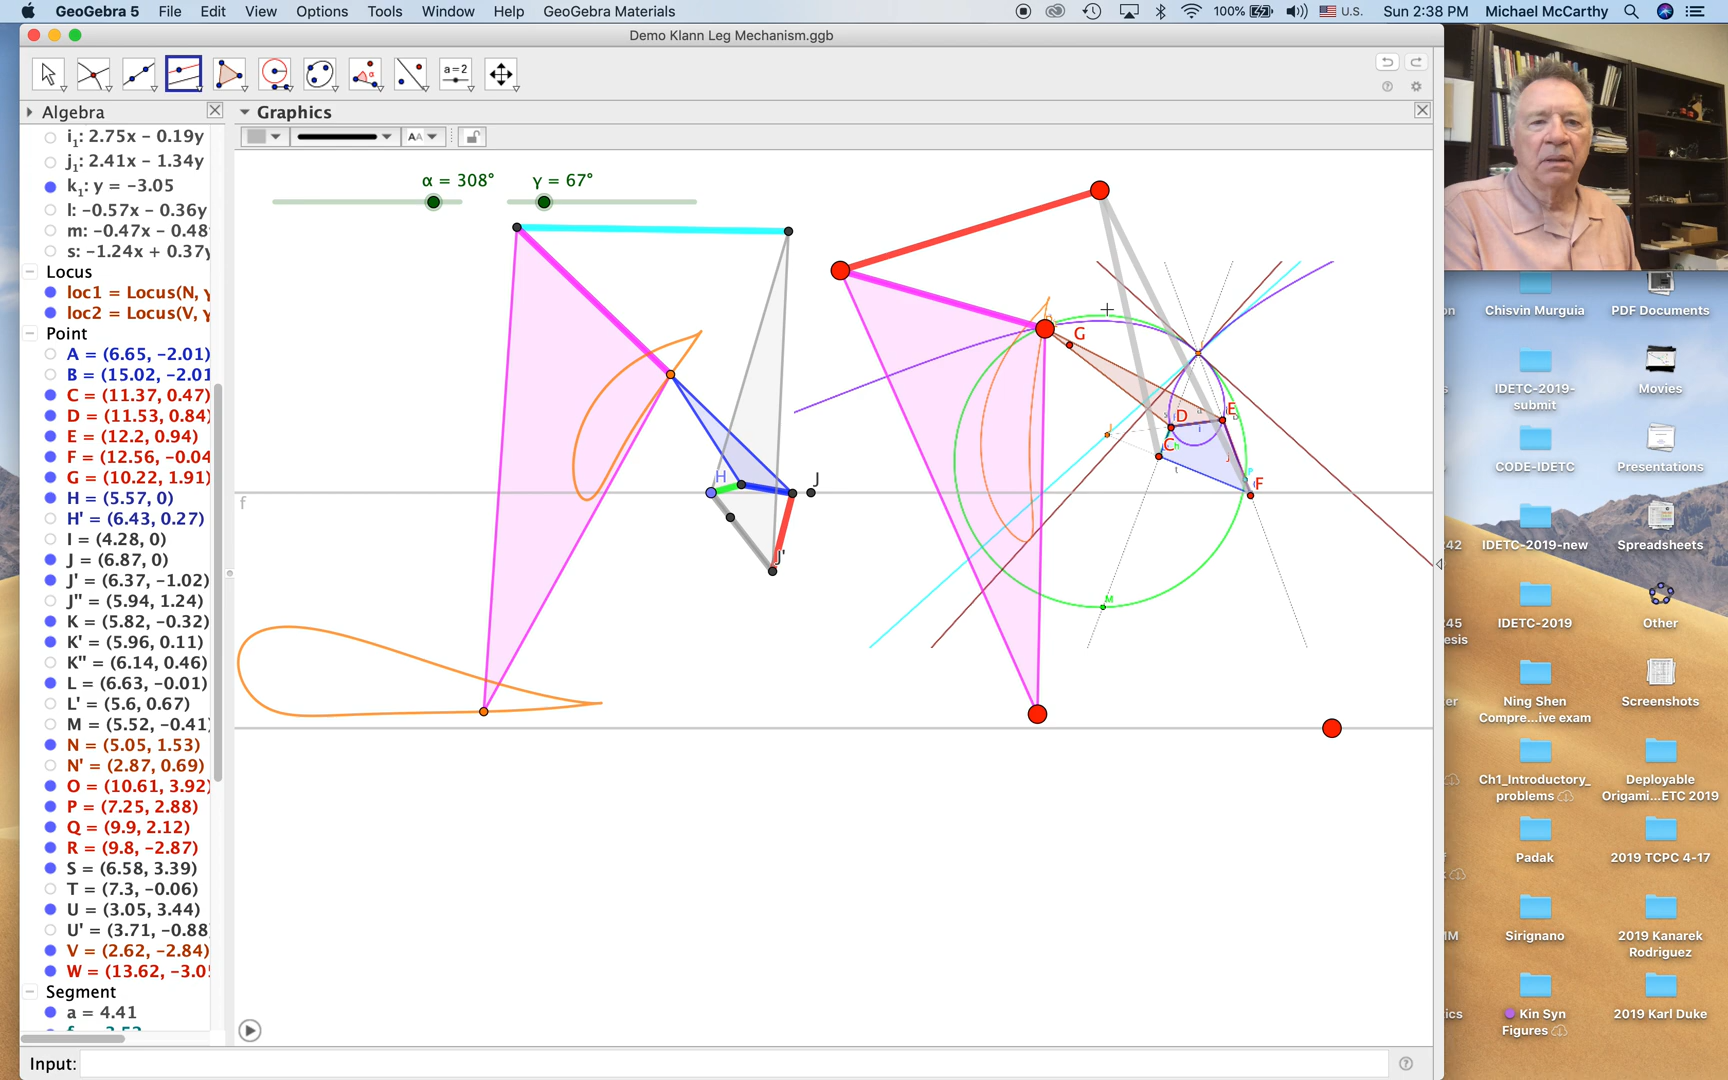 GeoGebra 5 File Edit View Options Tools Window Help GeoGebra Materials 100% U.S. Sun 2:38 PM Michael McCarthy
Demo Klann Leg Mechanism.ggb
a=2
Algebra
Graphics
AA
i₁: 2.75x − 0.19y
j₁: 2.41x − 1.34y
k₁: y = −3.05
l: −0.57x − 0.36y
m: −0.47x − 0.48
s: −1.24x + 0.37y
Locus
loc1 = Locus(N, γ
loc2 = Locus(V, γ
Point
A = (6.65, −2.01)
B = (15.02, −2.01
C = (11.37, 0.47)
D = (11.53, 0.84)
E = (12.2, 0.94)
F = (12.56, −0.04
G = (10.22, 1.91)
H = (5.57, 0)
H' = (6.43, 0.27)
I = (4.28, 0)
J = (6.87, 0)
J' = (6.37, −1.02)
J'' = (5.94, 1.24)
K = (5.82, −0.32)
K' = (5.96, 0.11)
K'' = (6.14, 0.46)
L = (6.63, −0.01)
L' = (5.6, 0.67)
M = (5.52, −0.41)
N = (5.05, 1.53)
N' = (2.87, 0.69)
O = (10.61, 3.92)
P = (7.25, 2.88)
Q = (9.9, 2.12)
R = (9.8, −2.87)
S = (6.58, 3.39)
T = (7.3, −0.06)
U = (3.05, 3.44)
U' = (3.71, −0.88)
V = (2.62, −2.84)
W = (13.62, −3.05
Segment
a = 4.41
Input:
α = 308°
γ = 67°
G
E
D
C
F
H
J
J'
f
M
Chisvin Murguia
PDF Documents
IDETC-2019-
submit
Movies
CODE-IDETC
Presentations
IDETC-2019-new
Spreadsheets
IDETC-2019
Other
Ning Shen
Compre...ive exam
Screenshots
Ch1_Introductory_
problems
Deployable
Origami...ETC 2019
Padak
2019 TCPC 4-17
Sirignano
2019 Kanarek
Rodriguez
Kin Syn
Figures
2019 Karl Duke